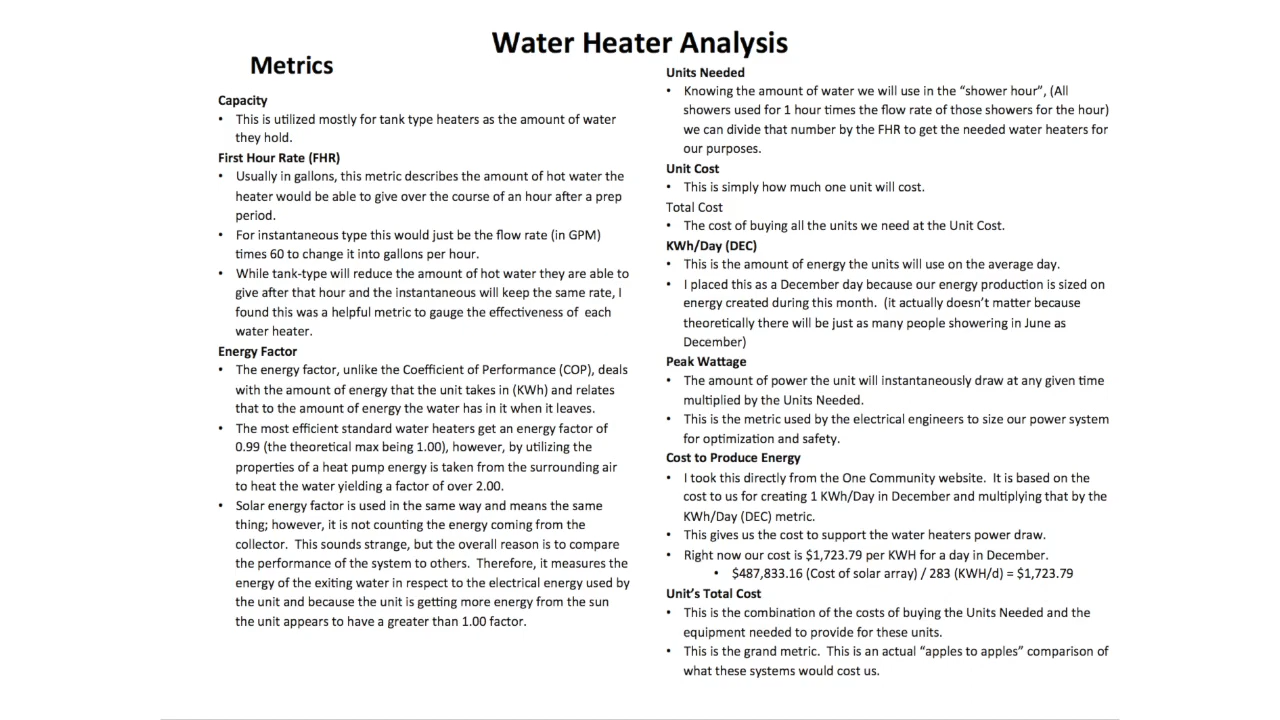 Water Heater Analysis
Metrics
Capacity
• This is utilized mostly for tank type heaters as the amount of water
they hold.
First Hour Rate (FHR)
• Usually in gallons, this metric describes the amount of hot water the
heater would be able to give over the course of an hour after a prep
period.
• For instantaneous type this would just be the flow rate (in GPM)
times 60 to change it into gallons per hour.
• While tank-type will reduce the amount of hot water they are able to
give after that hour and the instantaneous will keep the same rate, I
found this was a helpful metric to gauge the effectiveness of each
water heater.
Energy Factor
• The energy factor, unlike the Coefficient of Performance (COP), deals
with the amount of energy that the unit takes in (KWh) and relates
that to the amount of energy the water has in it when it leaves.
• The most efficient standard water heaters get an energy factor of
0.99 (the theoretical max being 1.00), however, by utilizing the
properties of a heat pump energy is taken from the surrounding air
to heat the water yielding a factor of over 2.00.
• Solar energy factor is used in the same way and means the same
thing; however, it is not counting the energy coming from the
collector. This sounds strange, but the overall reason is to compare
the performance of the system to others. Therefore, it measures the
energy of the exiting water in respect to the electrical energy used by
the unit and because the unit is getting more energy from the sun
the unit appears to have a greater than 1.00 factor.
Units Needed
• Knowing the amount of water we will use in the “shower hour”, (All
showers used for 1 hour times the flow rate of those showers for the hour)
we can divide that number by the FHR to get the needed water heaters for
our purposes.
Unit Cost
• This is simply how much one unit will cost.
Total Cost
• The cost of buying all the units we need at the Unit Cost.
KWh/Day (DEC)
• This is the amount of energy the units will use on the average day.
• I placed this as a December day because our energy production is sized on
energy created during this month. (it actually doesn’t matter because
theoretically there will be just as many people showering in June as
December)
Peak Wattage
• The amount of power the unit will instantaneously draw at any given time
multiplied by the Units Needed.
• This is the metric used by the electrical engineers to size our power system
for optimization and safety.
Cost to Produce Energy
• I took this directly from the One Community website. It is based on the
cost to us for creating 1 KWh/Day in December and multiplying that by the
KWh/Day (DEC) metric.
• This gives us the cost to support the water heaters power draw.
• Right now our cost is $1,723.79 per KWH for a day in December.
• $487,833.16 (Cost of solar array) / 283 (KWH/d) = $1,723.79
Unit’s Total Cost
• This is the combination of the costs of buying the Units Needed and the
equipment needed to provide for these units.
• This is the grand metric. This is an actual “apples to apples” comparison of
what these systems would cost us.